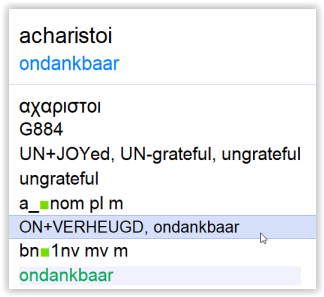 acharistoi
ondankbaar
αχαριστοι
G884
UN+JOYed, UN-grateful, ungrateful
ungrateful
a_■nom pl m
ON+VERHEUGD, ondankbaar
bn■1nv mv m
ondankbaar